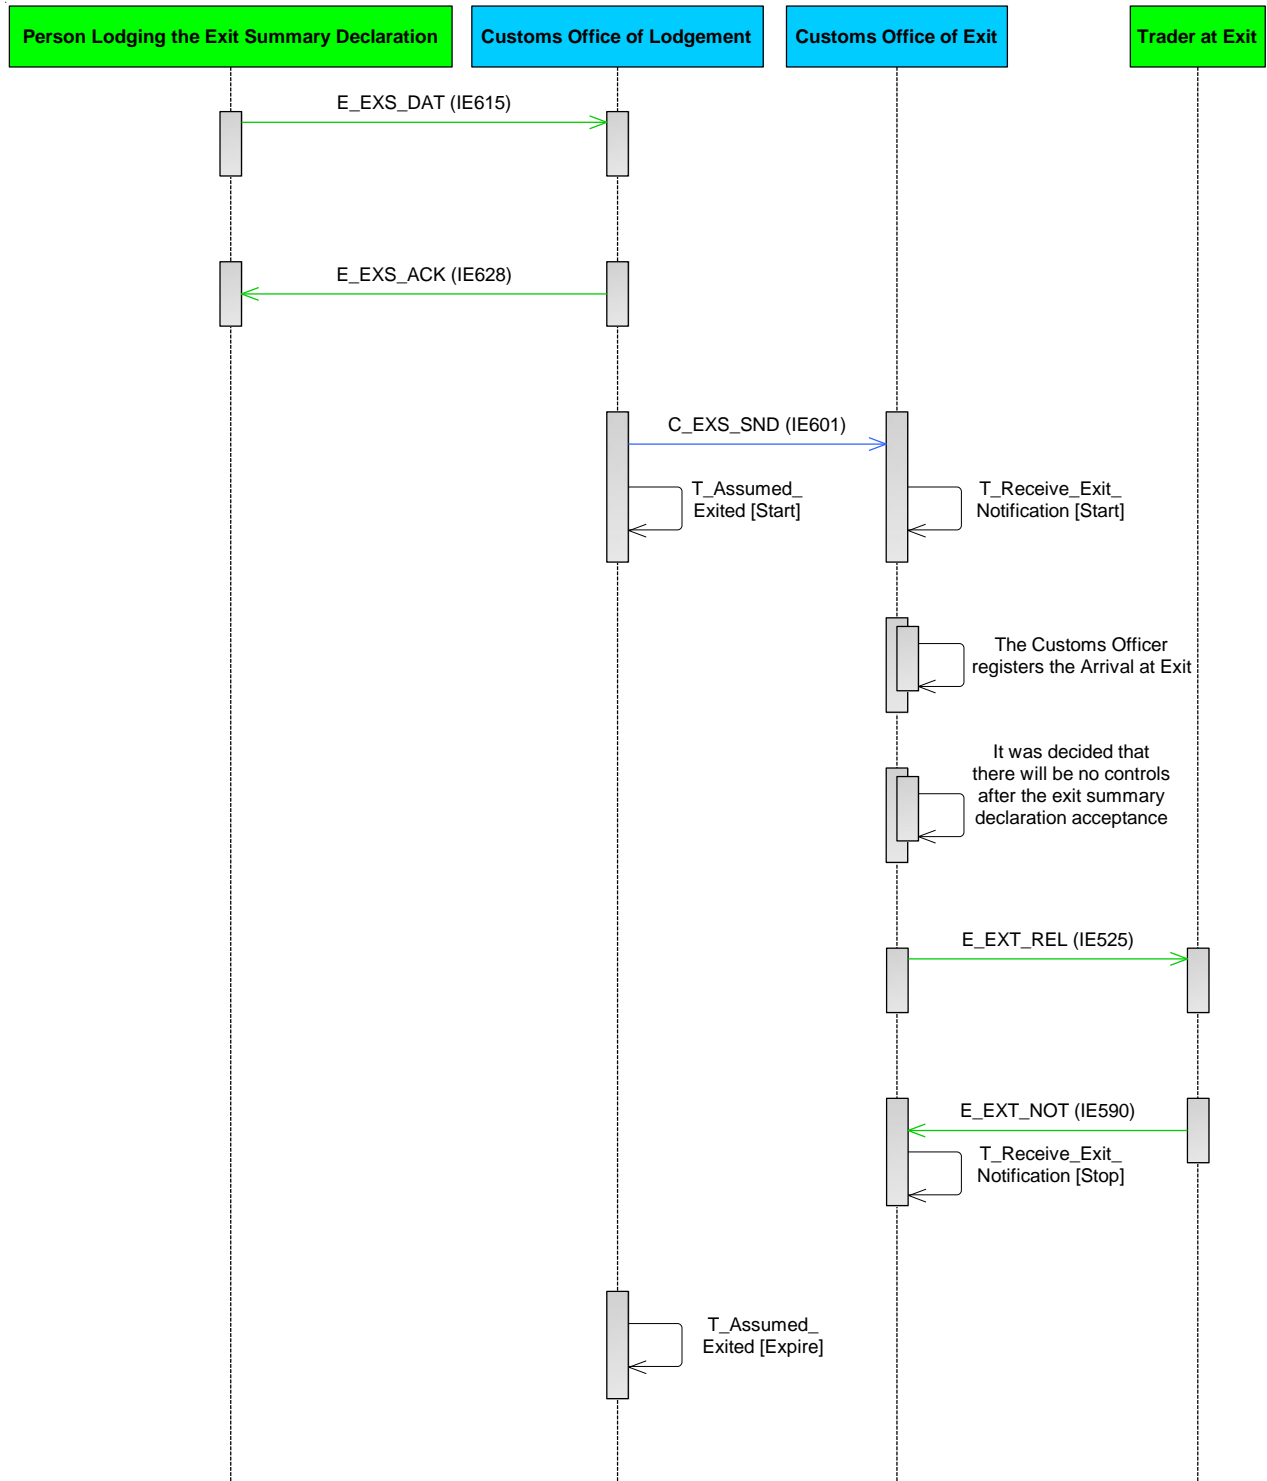 Person Lodging the Exit Summary Declaration
Customs Office of Lodgement
Customs Office of Exit
Trader at Exit
E_EXS_DAT (IE615)
E_EXS_ACK (IE628)
C_EXS_SND (IE601)
T_Assumed_
Exited [Start]
T_Receive_Exit_
Notification [Start]
The Customs Officer
registers the Arrival at Exit
It was decided that
there will be no controls
after the exit summary
declaration acceptance
E_EXT_REL (IE525)
E_EXT_NOT (IE590)
T_Receive_Exit_
Notification [Stop]
T_Assumed_
Exited [Expire]